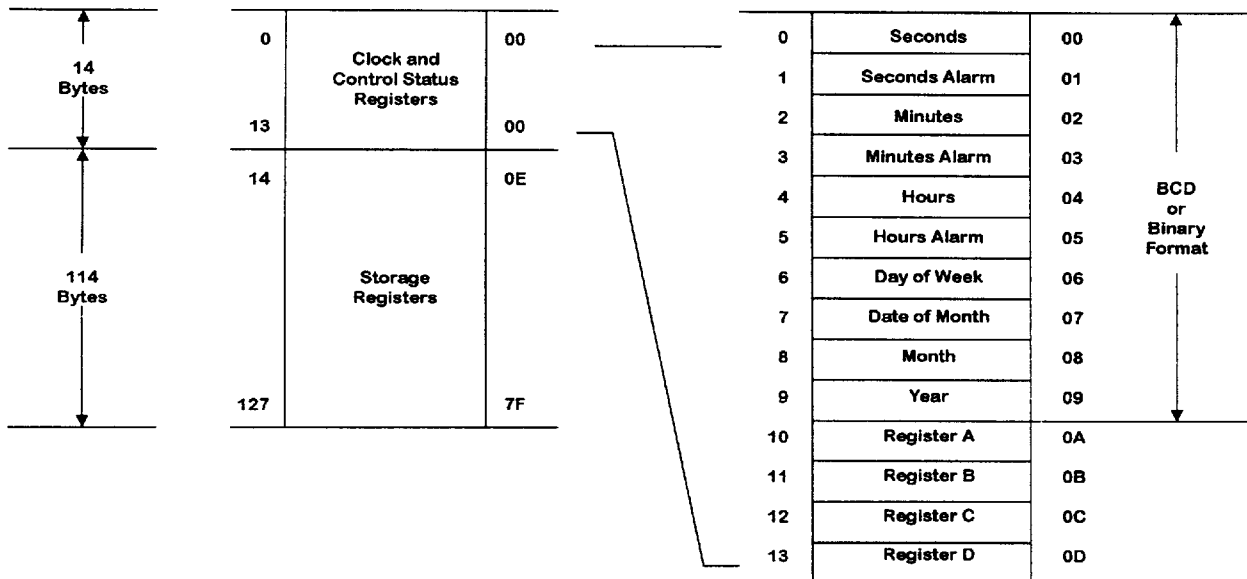 14
Bytes
114
Bytes
0
Clock and
Control Status
Registers
00
13
00
14
0E
Storage
Registers
127
7F
0 Seconds 00
1 Seconds Alarm 01
2 Minutes 02
3 Minutes Alarm 03
4 Hours 04
5 Hours Alarm 05
6 Day of Week 06
7 Date of Month 07
8 Month 08
9 Year 09
10 Register A 0A
11 Register B 0B
12 Register C 0C
13 Register D 0D
BCD
or
Binary
Format